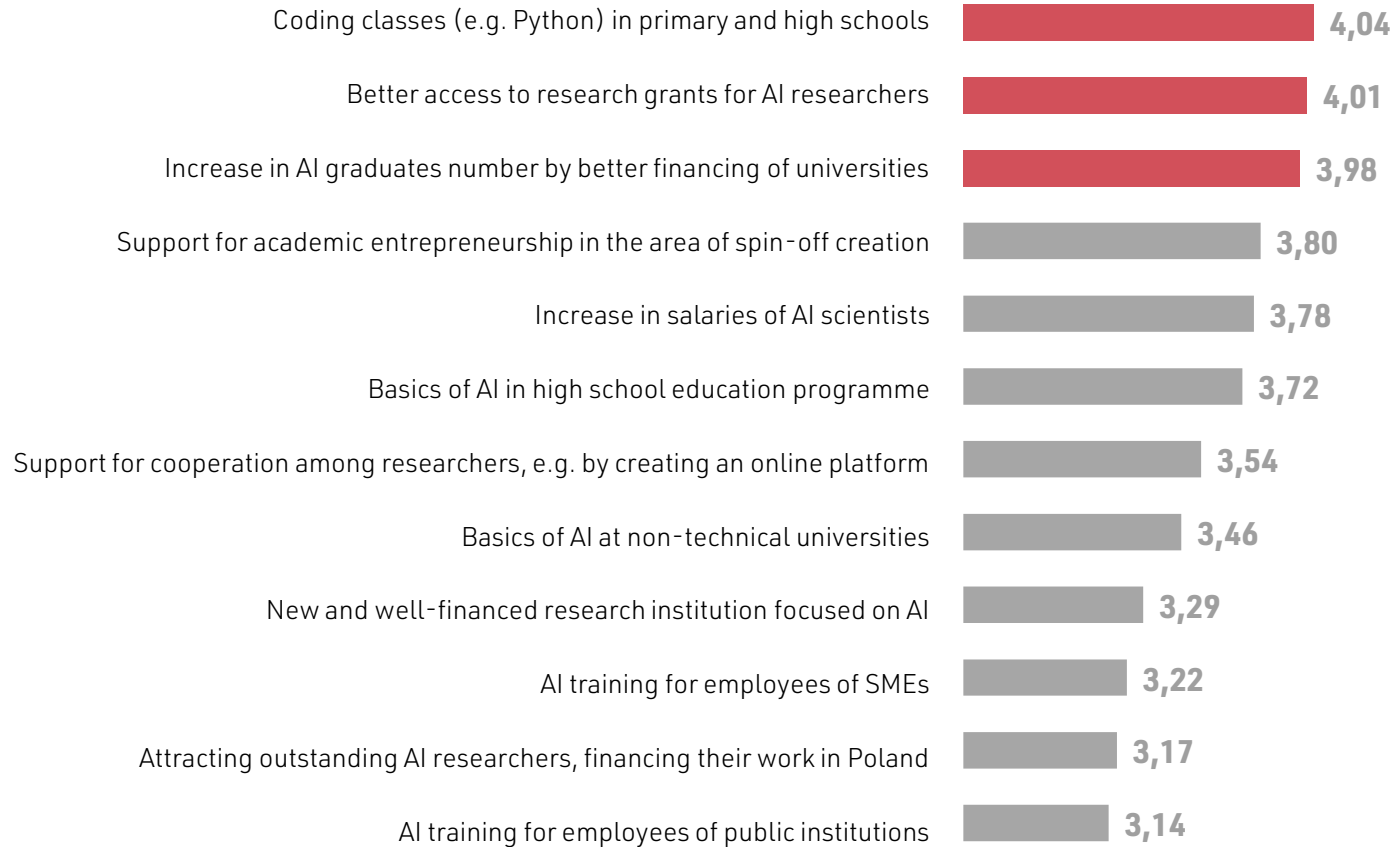 Coding classes (e.g. Python) in primary and high schools 4,04
Better access to research grants for AI researchers 4,01
Increase in AI graduates number by better financing of universities 3,98
Support for academic entrepreneurship in the area of spin-off creation 3,80
Increase in salaries of AI scientists 3,78
Basics of AI in high school education programme 3,72
Support for cooperation among researchers, e.g. by creating an online platform 3,54
Basics of AI at non-technical universities 3,46
New and well-financed research institution focused on AI 3,29
AI training for employees of SMEs 3,22
Attracting outstanding AI researchers, financing their work in Poland 3,17
AI training for employees of public institutions 3,14